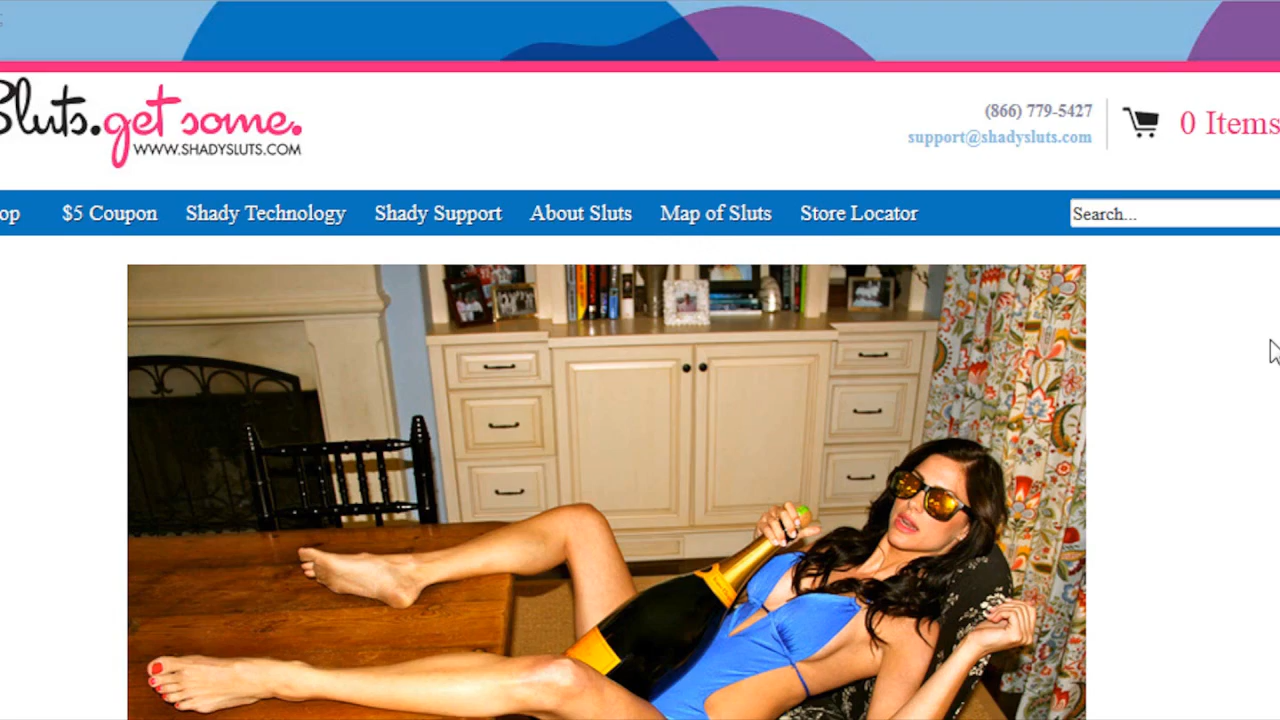 Sluts. get some.
WWW.SHADYSLUTS.COM
(866) 779-5427
support@shadysluts.com
0 Items
op
$5 Coupon
Shady Technology
Shady Support
About Sluts
Map of Sluts
Store Locator
Search...